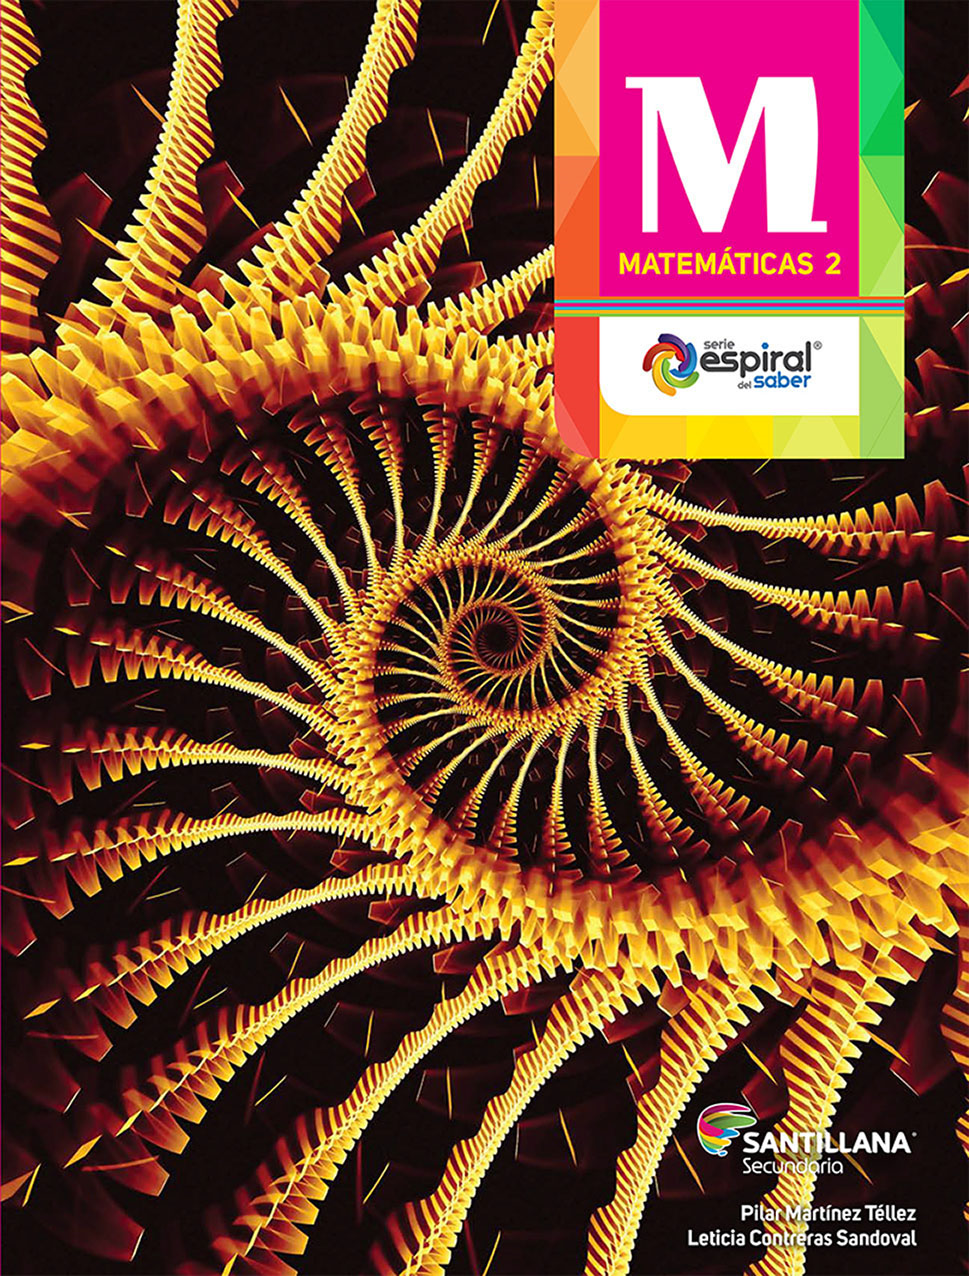 M
MATEMÁTICAS 2
serie
espiral®
del saber
SANTILLANA®
Secundaria
Pilar Martínez Téllez
Leticia Contreras Sandoval